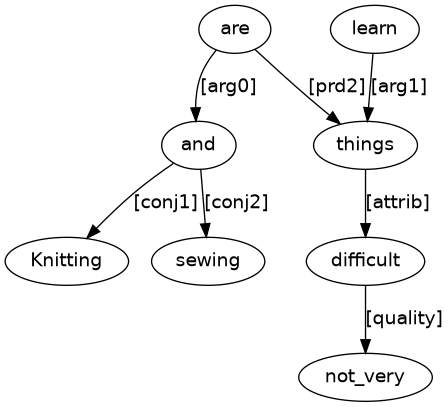 are learn
[arg0] [prd2] [arg1]
and things
[conj1] [conj2] [attrib]
Knitting sewing difficult
[quality]
not_very